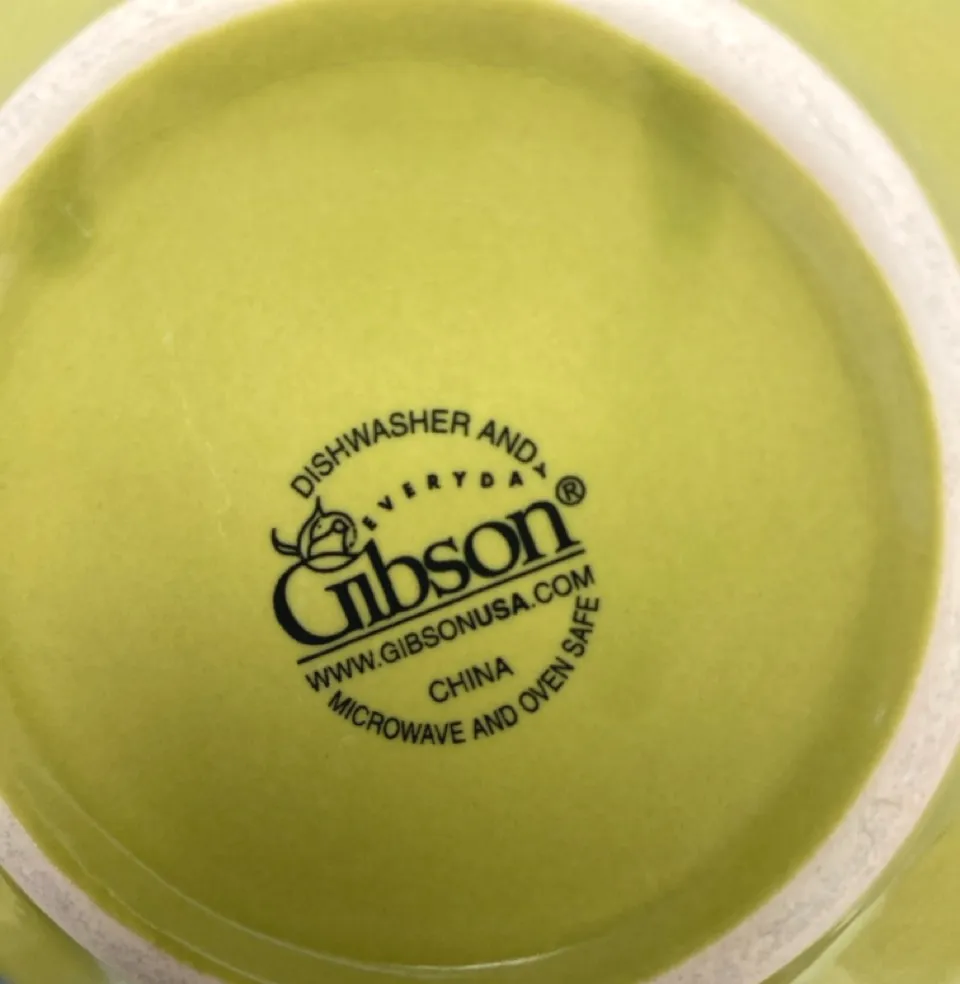 DISHWASHER AND
EVERYDAY
Gibson®
WWW.GIBSONUSA.COM
CHINA
MICROWAVE AND OVEN SAFE